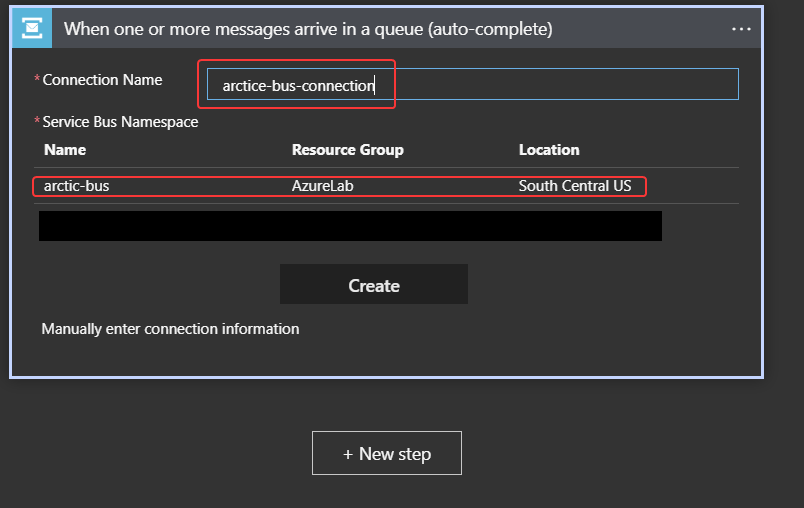 When one or more messages arrive in a queue (auto-complete) ...
* Connection Name arctice-bus-connection
* Service Bus Namespace
Name Resource Group Location
arctic-bus AzureLab South Central US
Create
Manually enter connection information
+ New step